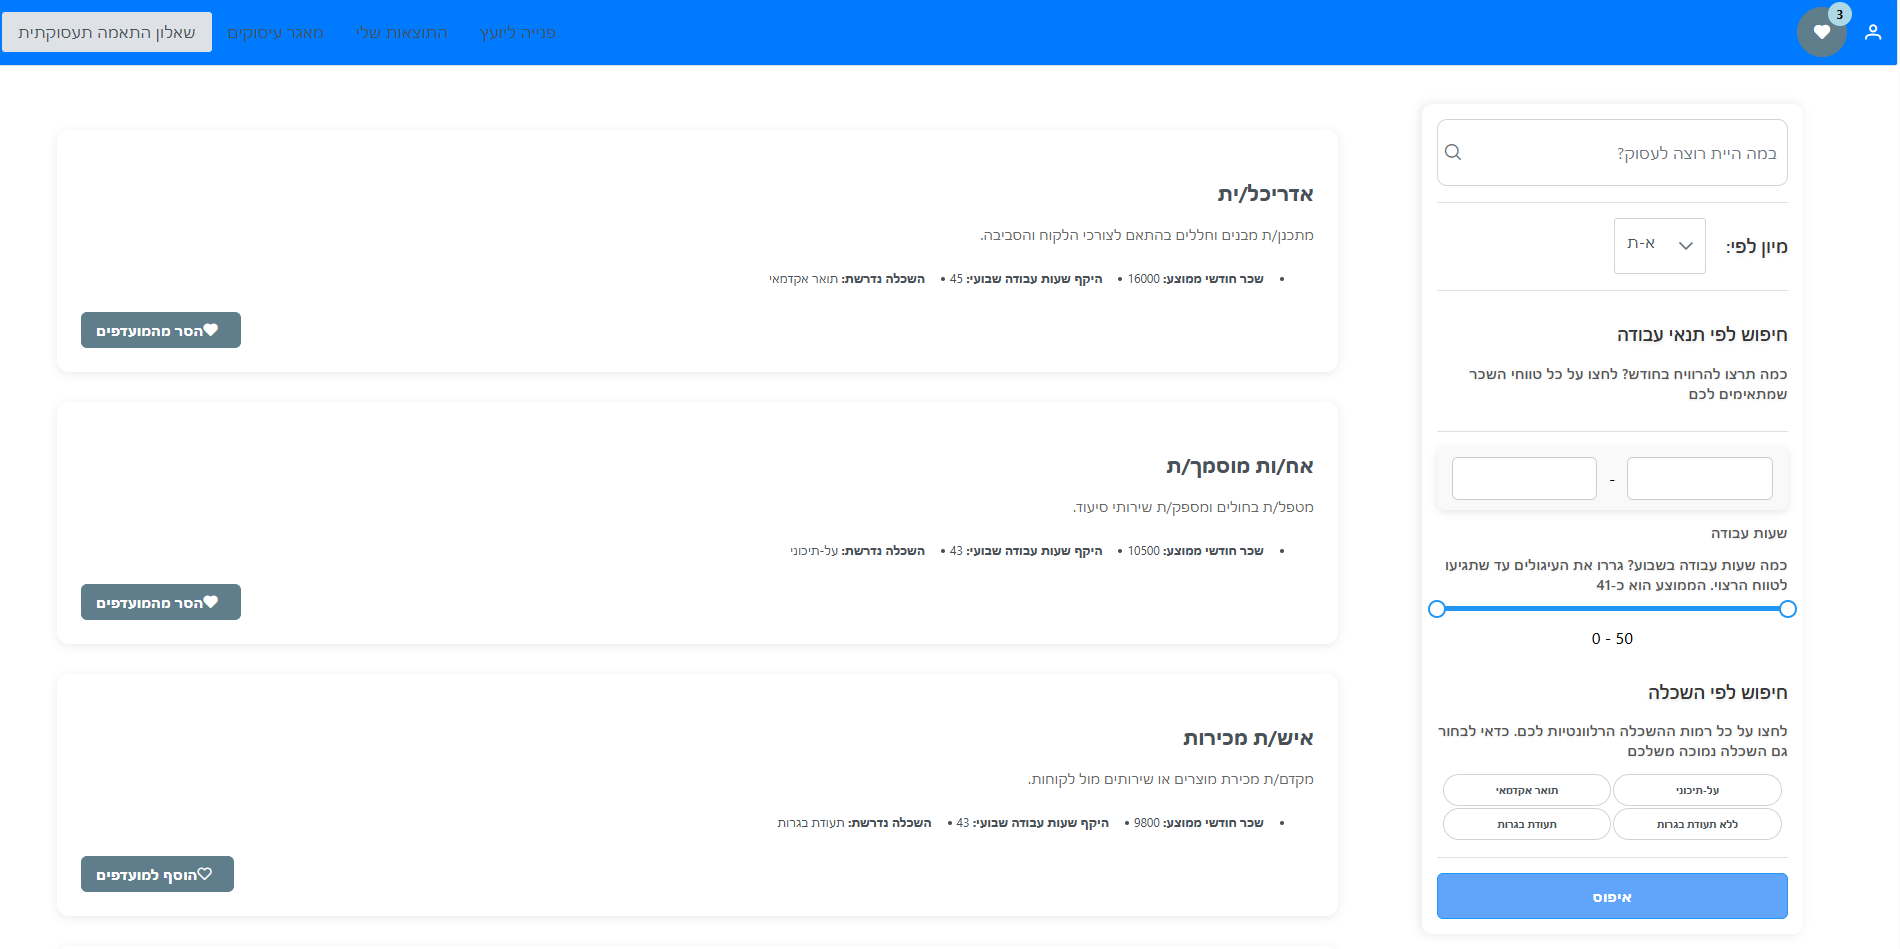 3
פנייה ליועץ
התוצאות שלי
מאגר עיסוקים
שאלון התאמה תעסוקתית
במה היית רוצה לעסוק?
מיון לפי:
א-ת
חיפוש לפי תנאי עבודה
כמה תרצו להרוויח בחודש? לחצו על כל טווחי השכר
שמתאימים לכם
-
שעות עבודה
כמה שעות עבודה בשבוע? גררו את העיגולים עד שתגיעו
לטווח הרצוי. הממוצע הוא כ-41
0 - 50
חיפוש לפי השכלה
לחצו על כל רמות ההשכלה הרלוונטיות לכם. כדאי לבחור
גם השכלה נמוכה משלכם
על-תיכוני
תואר אקדמאי
ללא תעודת בגרות
תעודת בגרות
איפוס
אדריכל/ית
מתכנן/ת מבנים וחללים בהתאם לצורכי הלקוח והסביבה.
• שכר חודשי ממוצע: 16000 • היקף שעות עבודה שבועי: 45 • השכלה נדרשת: תואר אקדמאי
הסר מהמועדפים
אח/ות מוסמך/ת
מטפל/ת בחולים ומספק/ת שירותי סיעוד.
• שכר חודשי ממוצע: 10500 • היקף שעות עבודה שבועי: 43 • השכלה נדרשת: על-תיכוני
הסר מהמועדפים
איש/ת מכירות
מקדם/ת מכירת מוצרים או שירותים מול לקוחות.
• שכר חודשי ממוצע: 9800 • היקף שעות עבודה שבועי: 43 • השכלה נדרשת: תעודת בגרות
הוסף למועדפים